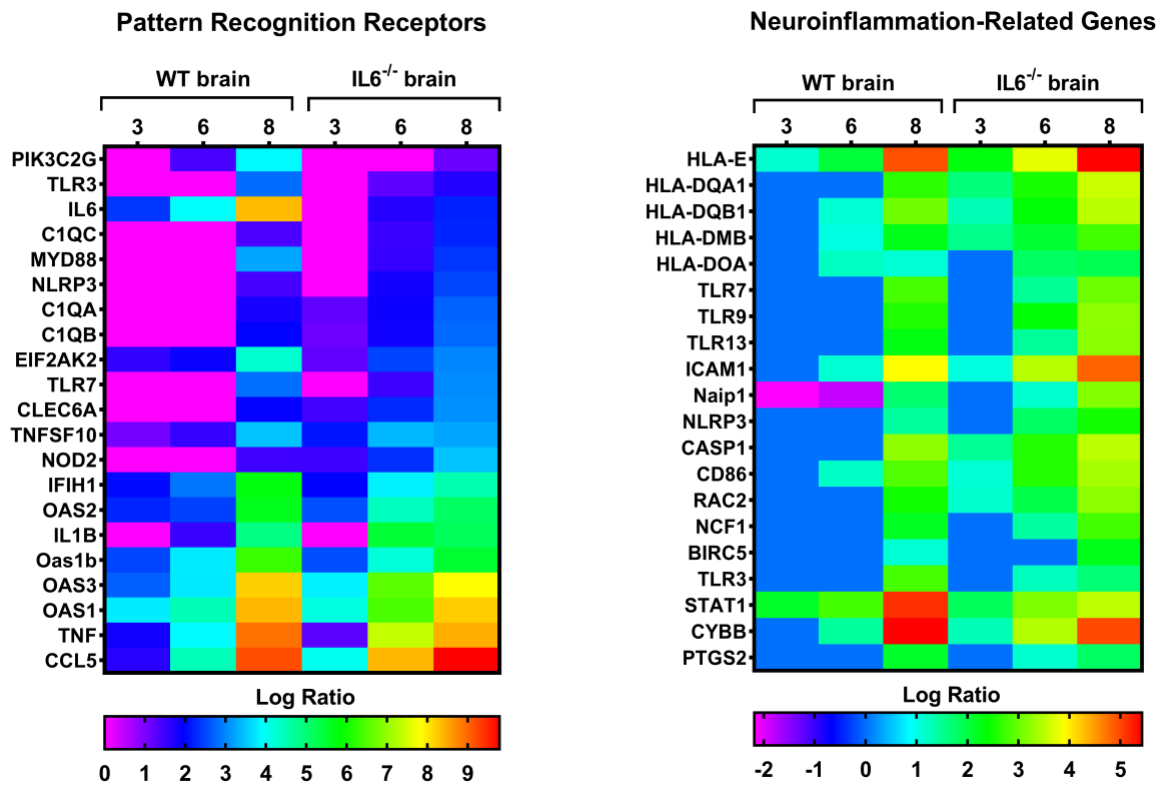 Pattern Recognition Receptors
WT brain IL6-/- brain
3 6 8 3 6 8
PIK3C2G
TLR3
IL6
C1QC
MYD88
NLRP3
C1QA
C1QB
EIF2AK2
TLR7
CLEC6A
TNFSF10
NOD2
IFIH1
OAS2
IL1B
Oas1b
OAS3
OAS1
TNF
CCL5
Log Ratio
0 1 2 3 4 5 6 7 8 9
Neuroinflammation-Related Genes
WT brain IL6-/- brain
3 6 8 3 6 8
HLA-E
HLA-DQA1
HLA-DQB1
HLA-DMB
HLA-DOA
TLR7
TLR9
TLR13
ICAM1
Naip1
NLRP3
CASP1
CD86
RAC2
NCF1
BIRC5
TLR3
STAT1
CYBB
PTGS2
Log Ratio
-2 -1 0 1 2 3 4 5